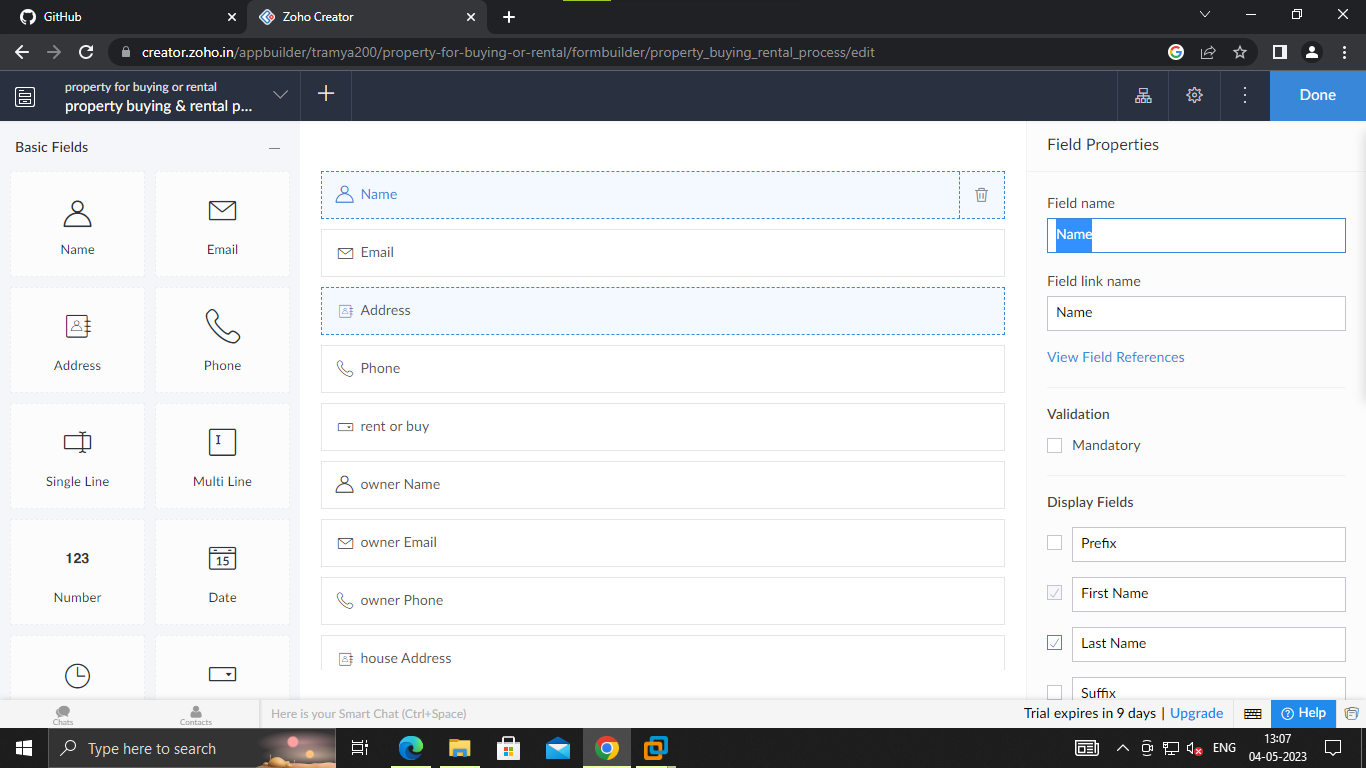 GitHub
Zoho Creator
creator.zoho.in/appbuilder/tramya200/property-for-buying-or-rental/formbuilder/property_buying_rental_process/edit
property for buying or rental
property buying & rental p...
Done
Basic Fields
Name
Email
Address
Phone
Single Line
Multi Line
123
15
Number
Date
Name
Email
Address
Phone
rent or buy
owner Name
owner Email
owner Phone
house Address
Field Properties
Field name
Name
Field link name
Name
View Field References
Validation
Mandatory
Display Fields
Prefix
First Name
Last Name
Suffix
Chats
Contacts
Here is your Smart Chat (Ctrl+Space)
Trial expires in 9 days | Upgrade
Help
Type here to search
ENG
13:07
04-05-2023